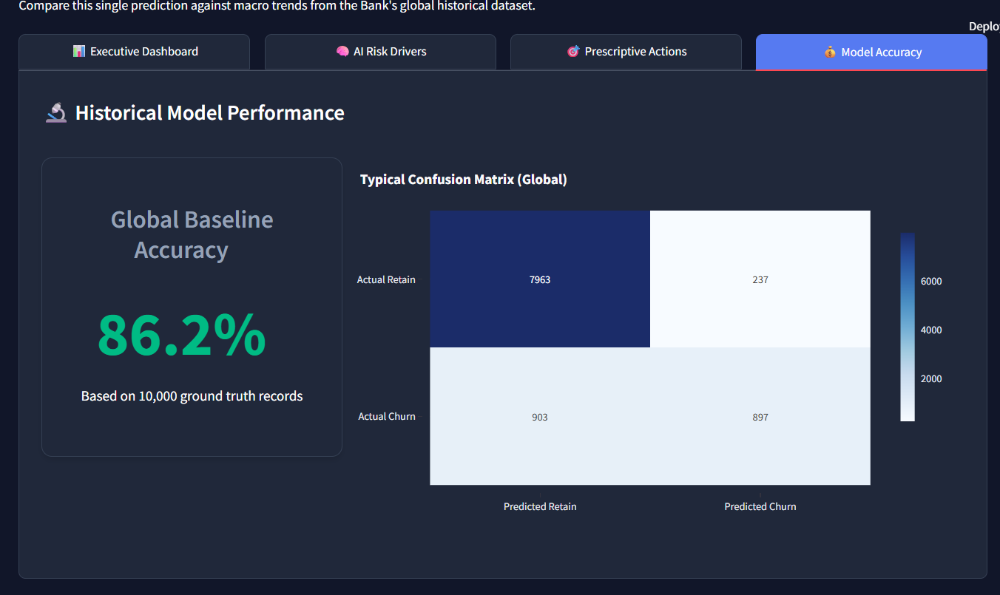 Compare this single prediction against macro trends from the Bank's global historical dataset.
Deploy
Executive Dashboard
AI Risk Drivers
Prescriptive Actions
Model Accuracy
Historical Model Performance
Global Baseline
Accuracy
86.2%
Based on 10,000 ground truth records
Typical Confusion Matrix (Global)
Actual Retain
7963
237
Actual Churn
903
897
Predicted Retain
Predicted Churn
6000
4000
2000